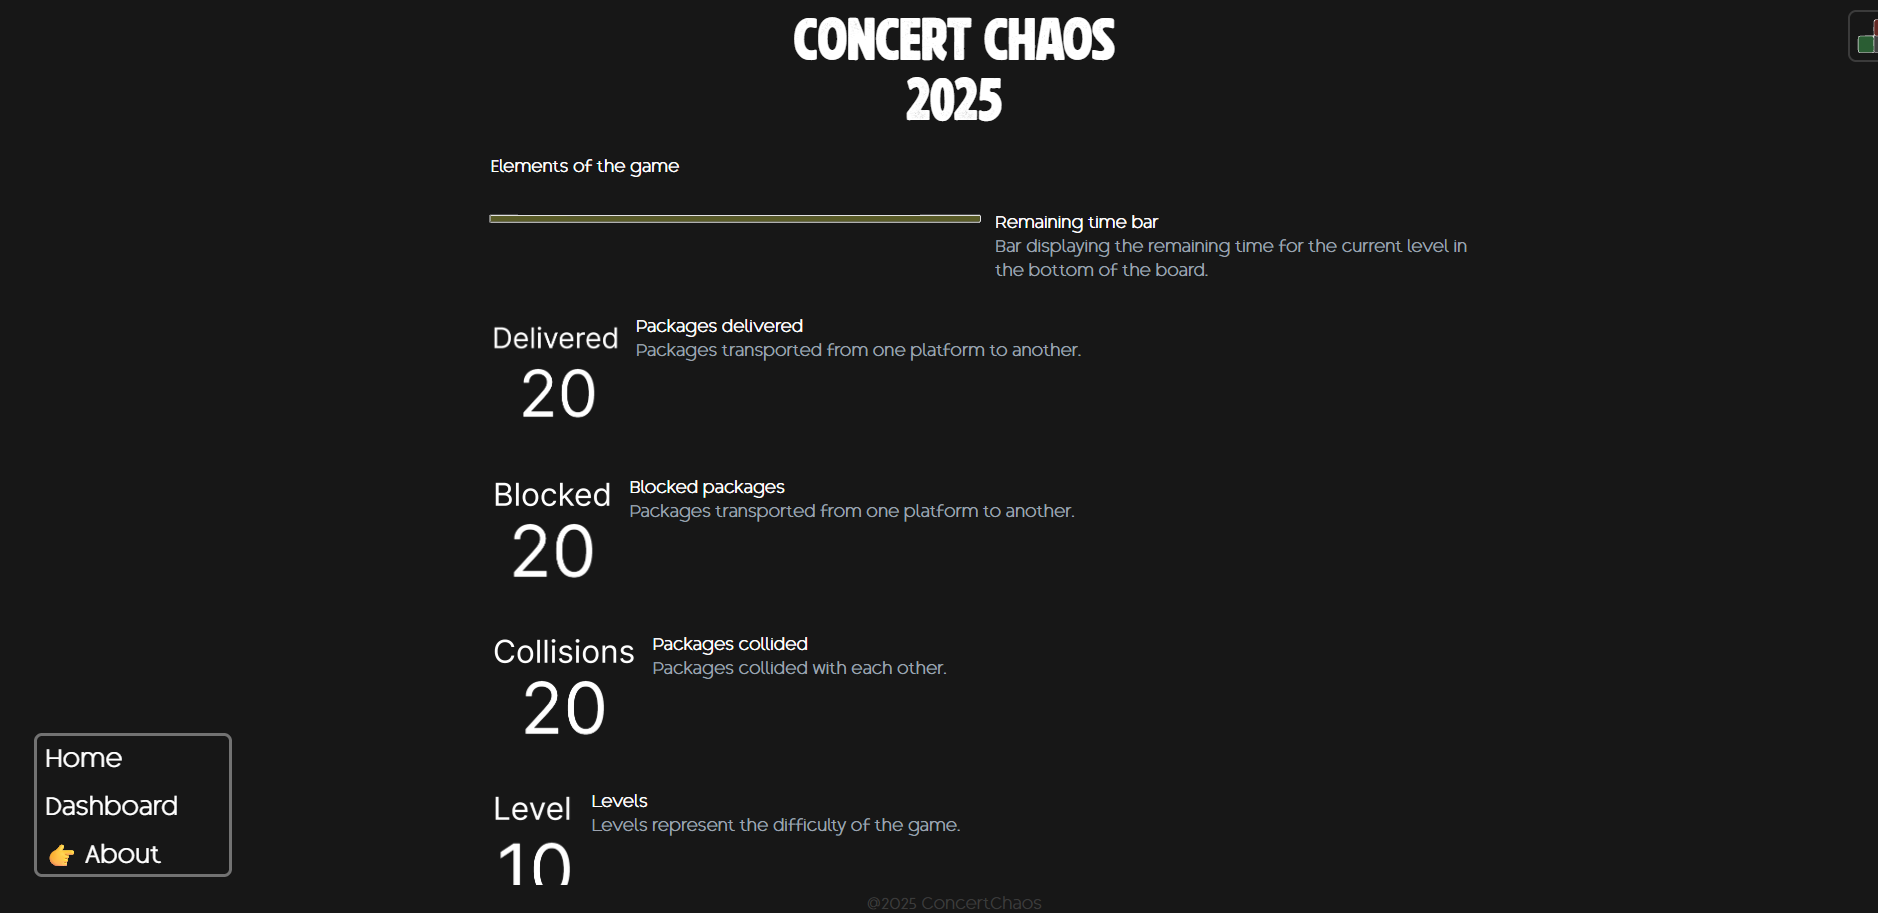 CONCERT CHAOS
2025
Elements of the game
Remaining time bar
Bar displaying the remaining time for the current level in
the bottom of the board.
Delivered
20
Packages delivered
Packages transported from one platform to another.
Blocked
20
Blocked packages
Packages transported from one platform to another.
Collisions
20
Packages collided
Packages collided with each other.
Level
10
Levels
Levels represent the difficulty of the game.
Home
Dashboard
👉 About
@2025 ConcertChaos